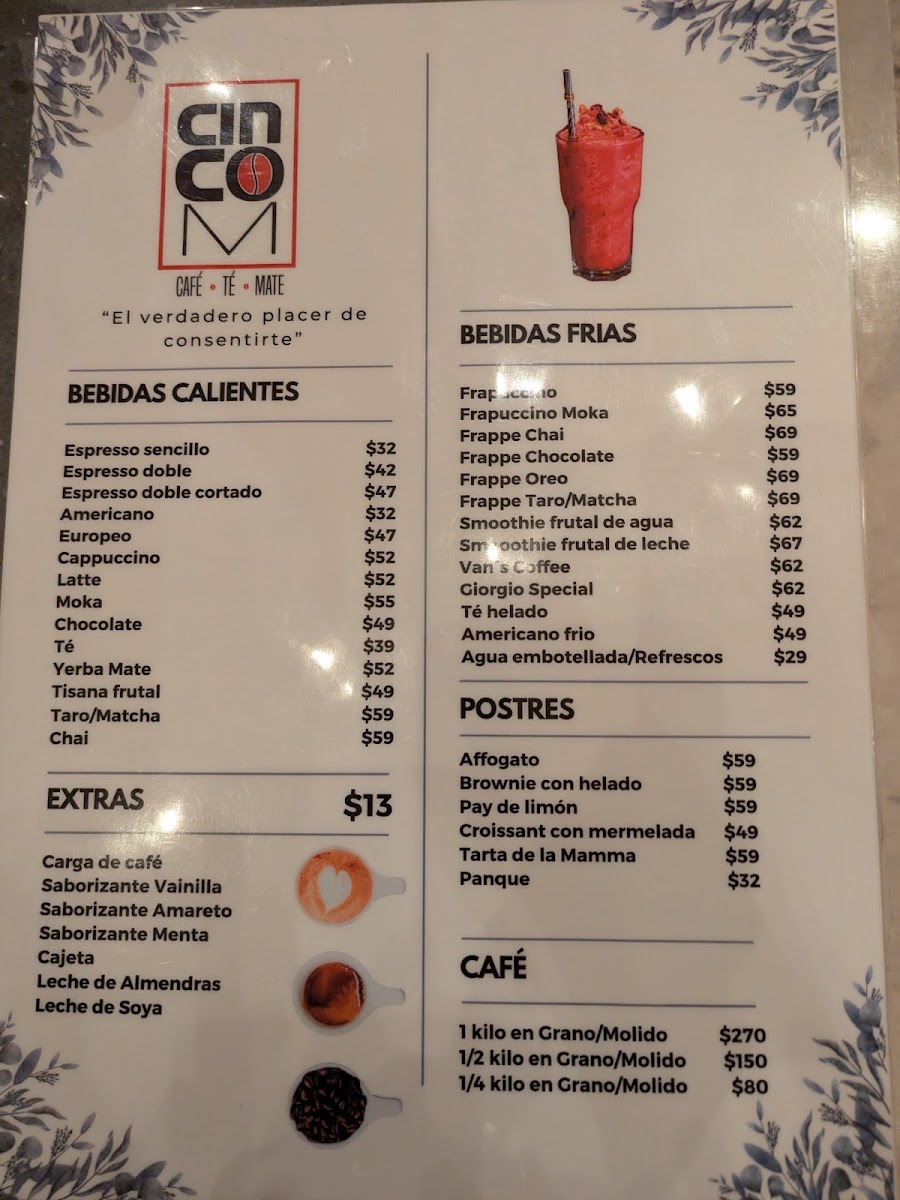 CINCO M
CAFÉ • TÉ • MATE
“El verdadero placer de
consentirte”
BEBIDAS CALIENTES
Espresso sencillo $32
Espresso doble $42
Espresso doble cortado $47
Americano $32
Europeo $47
Cappuccino $52
Latte $52
Moka $55
Chocolate $49
Té $39
Yerba Mate $52
Tisana frutal $49
Taro/Matcha $59
Chai $59
EXTRAS $13
Carga de café
Saborizante Vainilla
Saborizante Amareto
Saborizante Menta
Cajeta
Leche de Almendras
Leche de Soya
BEBIDAS FRIAS
Frapuccino $59
Frapuccino Moka $65
Frappe Chai $69
Frappe Chocolate $59
Frappe Oreo $69
Frappe Taro/Matcha $69
Smoothie frutal de agua $62
Smoothie frutal de leche $67
Van´s Coffee $62
Giorgio Special $62
Té helado $49
Americano frio $49
Agua embotellada/Refrescos $29
POSTRES
Affogato $59
Brownie con helado $59
Pay de limón $59
Croissant con mermelada $49
Tarta de la Mamma $59
Panque $32
CAFÉ
1 kilo en Grano/Molido $270
1/2 kilo en Grano/Molido $150
1/4 kilo en Grano/Molido $80